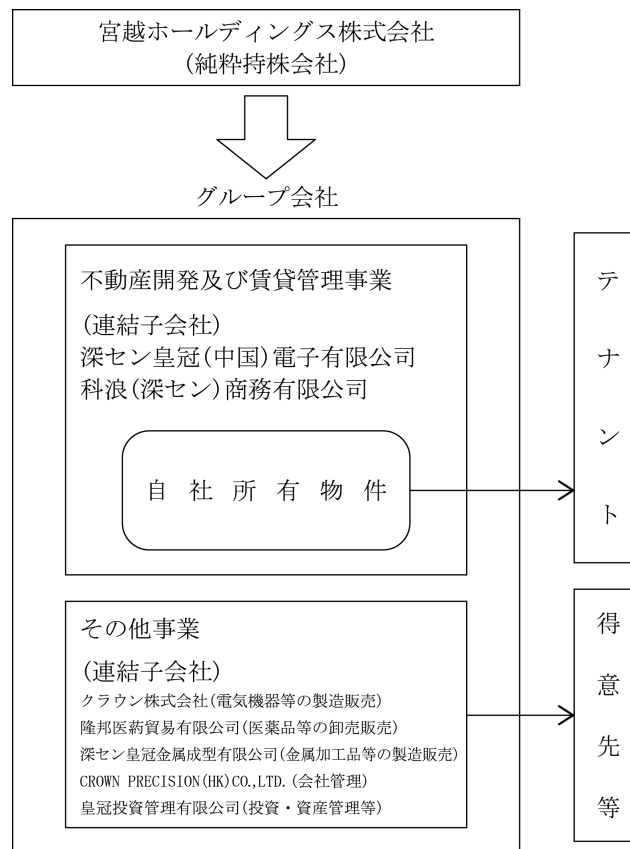 宮越ホールディングス株式会社
(純粋持株会社)
グループ会社
不動産開発及び賃貸管理事業
(連結子会社)
深セン皇冠(中国)電子有限公司
科浪(深セン)商務有限公司
自社所有物件
テナント
その他事業
(連結子会社)
クラウン株式会社(電気機器等の製造販売)
隆邦医葯貿易有限公司(医薬品等の卸売販売)
深セン皇冠金属成型有限公司(金属加工品等の製造販売)
CROWN PRECISION(HK)CO.,LTD.(会社管理)
皇冠投資管理有限公司(投資・資産管理等)
得意先等